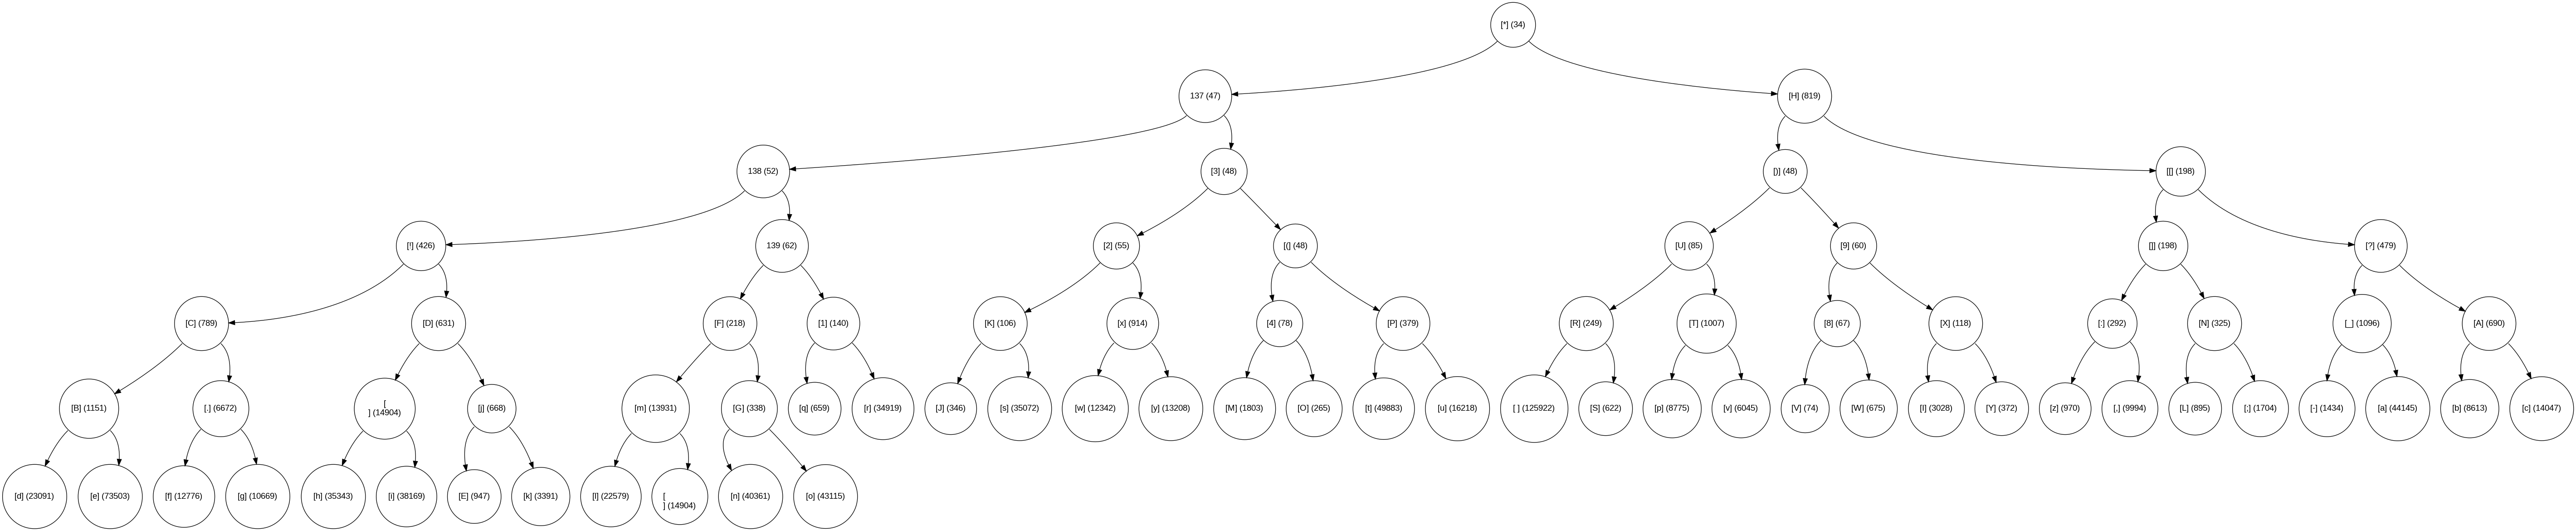 [*] (34)
137 (47)
[H] (819)
138 (52)
[3] (48)
[)] (48)
[[] (198)
[!] (426)
139 (62)
[2] (55)
[(] (48)
[U] (85)
[9] (60)
[]] (198)
[?] (479)
[C] (789)
[D] (631)
[F] (218)
[1] (140)
[K] (106)
[x] (914)
[4] (78)
[P] (379)
[R] (249)
[T] (1007)
[8] (67)
[X] (118)
[:] (292)
[N] (325)
[_] (1096)
[A] (690)
[B] (1151)
[.] (6672)
[
] (14904)
[j] (668)
[m] (13931)
[G] (338)
[q] (659)
[r] (34919)
[J] (346)
[s] (35072)
[w] (12342)
[y] (13208)
[M] (1803)
[O] (265)
[t] (49883)
[u] (16218)
[ ] (125922)
[S] (622)
[p] (8775)
[v] (6045)
[V] (74)
[W] (675)
[I] (3028)
[Y] (372)
[z] (970)
[,] (9994)
[L] (895)
[;] (1704)
[-] (1434)
[a] (44145)
[b] (8613)
[c] (14047)
[d] (23091)
[e] (73503)
[f] (12776)
[g] (10669)
[h] (35343)
[i] (38169)
[E] (947)
[k] (3391)
[l] (22579)
[
] (14904)
[n] (40361)
[o] (43115)